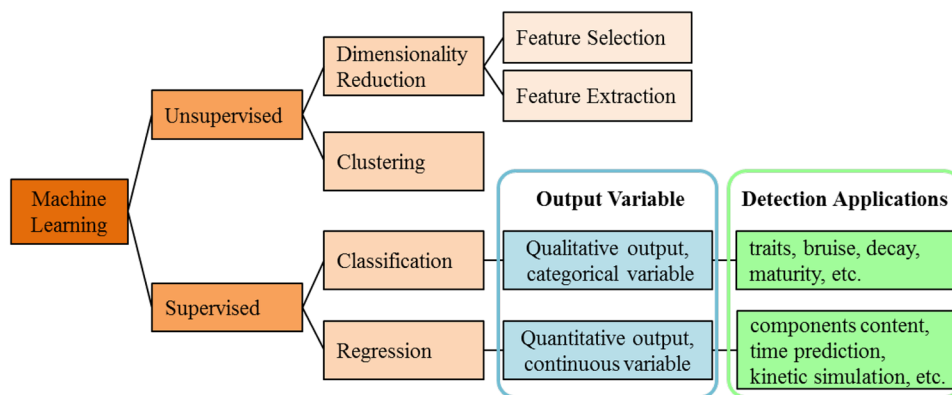 Machine
Learning
Unsupervised
Supervised
Dimensionality
Reduction
Clustering
Classification
Regression
Feature Selection
Feature Extraction
Output Variable
Qualitative output,
categorical variable
Quantitative output,
continuous variable
Detection Applications
traits, bruise, decay,
maturity, etc.
components content,
time prediction,
kinetic simulation, etc.